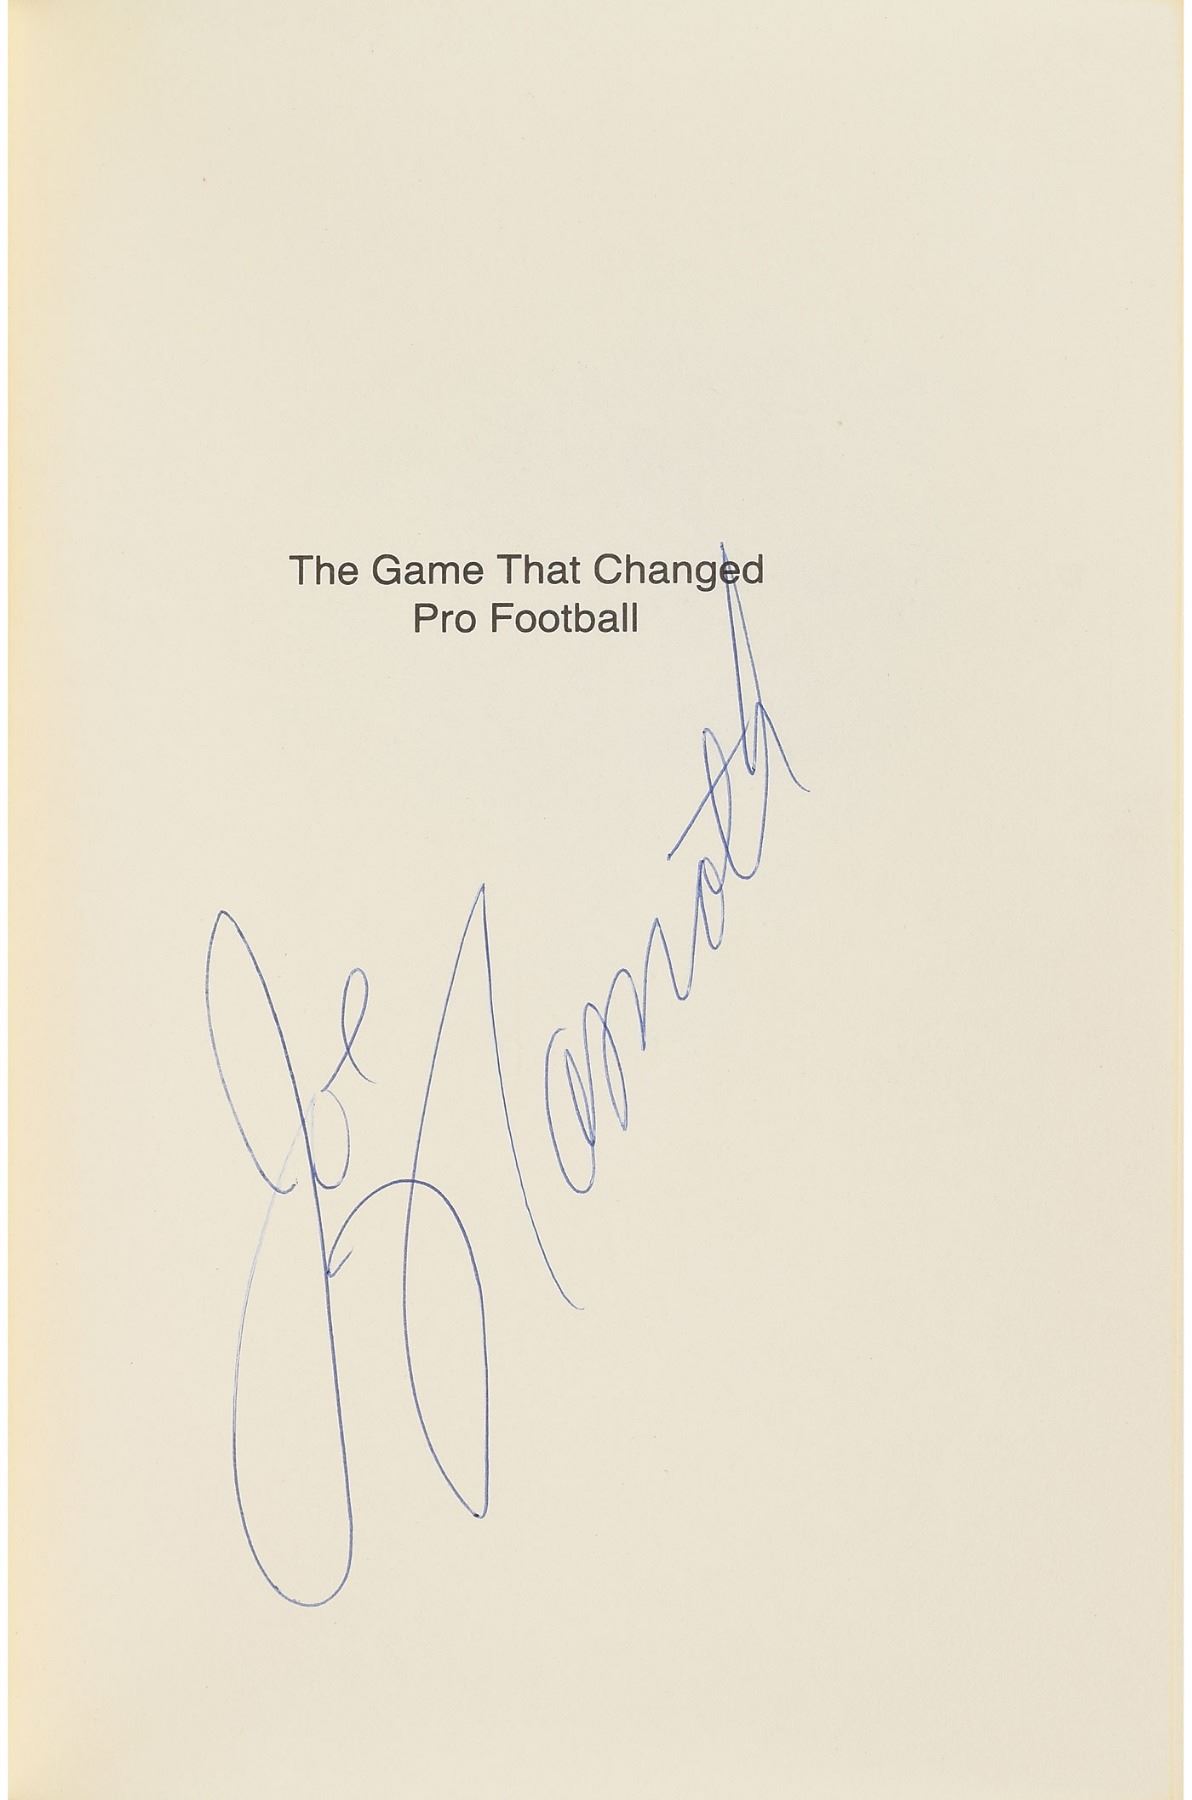 The Game That Changed
Pro Football
Joe Namath